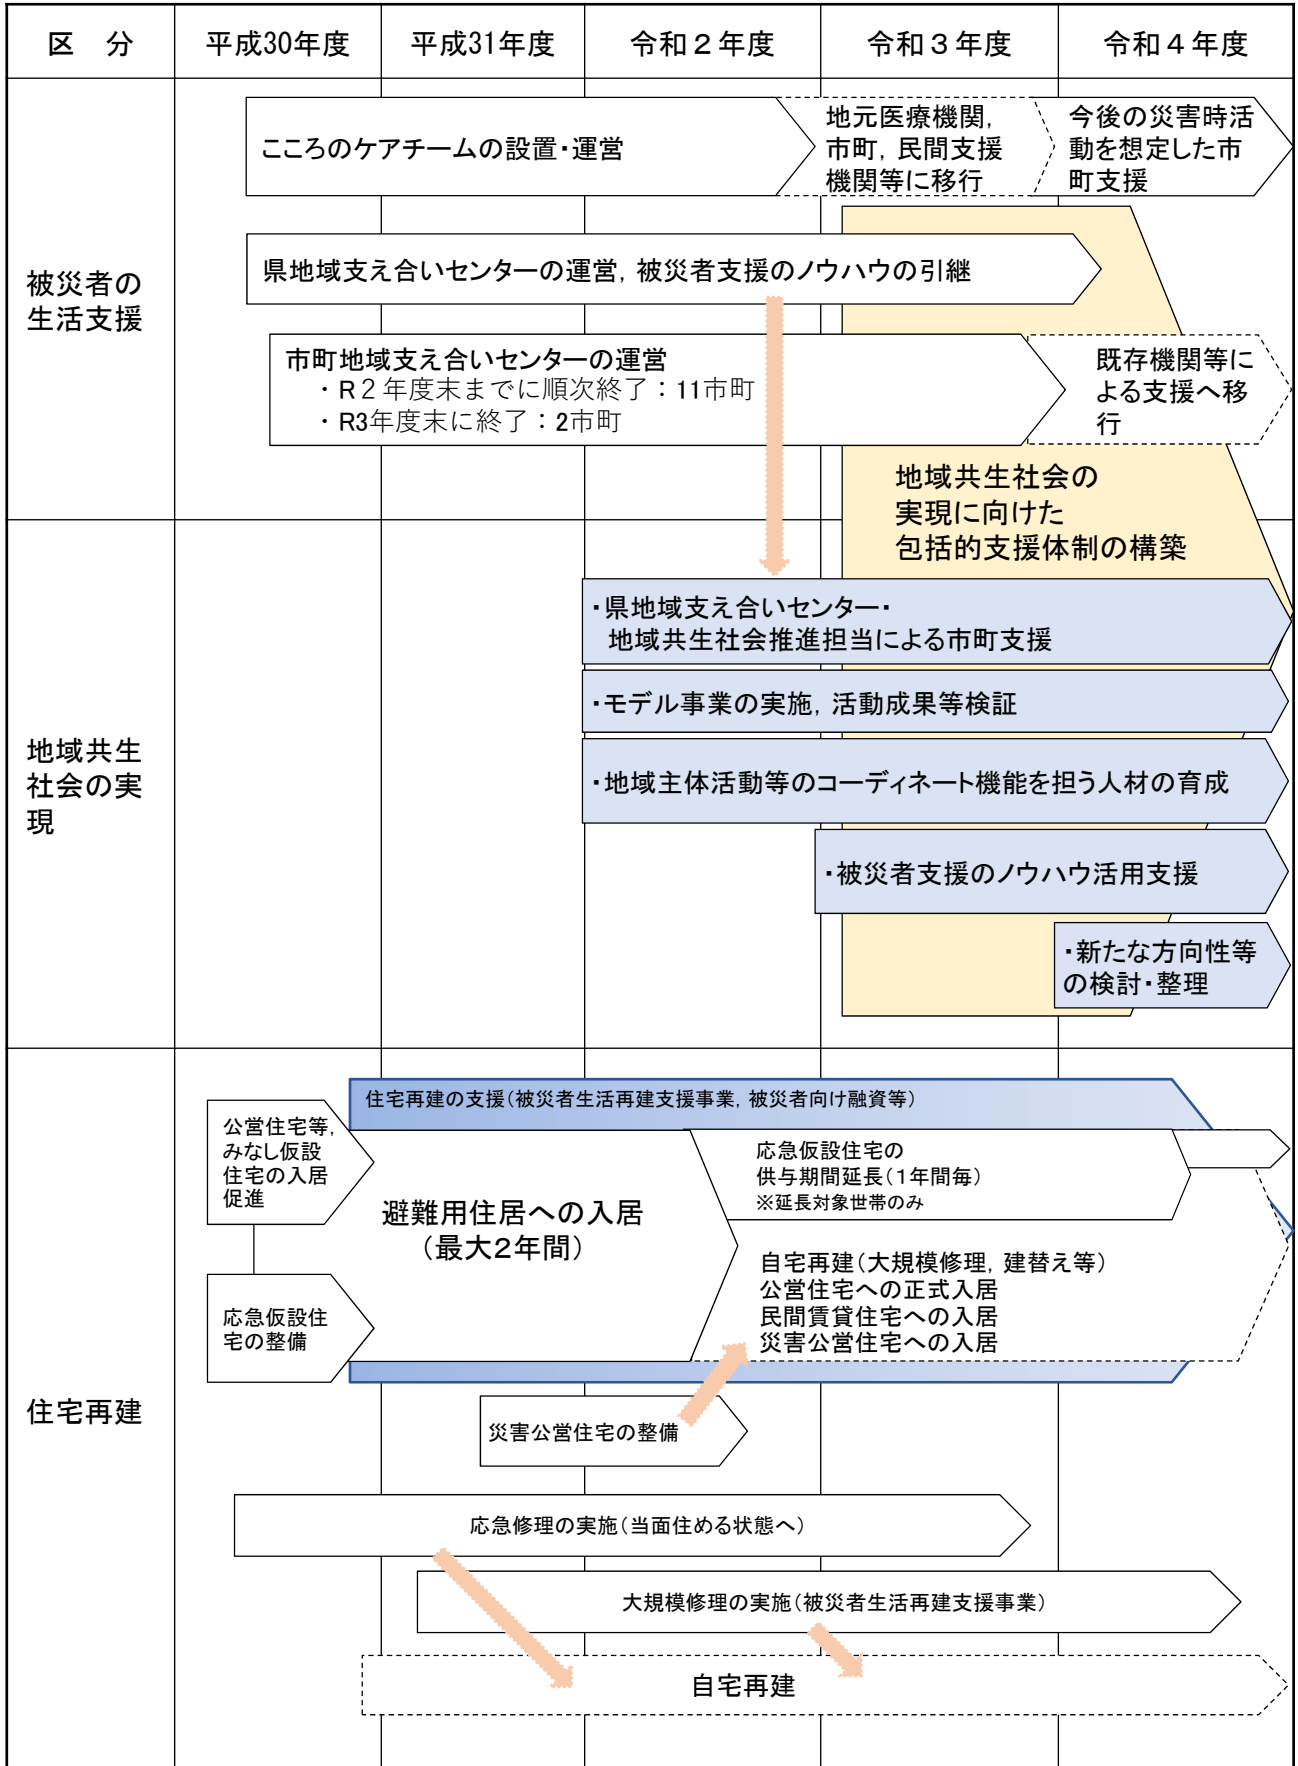 区　分
平成30年度
平成31年度
令和２年度
令和３年度
令和４年度
被災者の
生活支援
こころのケアチームの設置・運営
地元医療機関，
市町，民間支援
機関等に移行
今後の災害時活
動を想定した市
町支援
県地域支え合いセンターの運営，被災者支援のノウハウの引継
市町地域支え合いセンターの運営
・R２年度末までに順次終了：11市町
・R3年度末に終了：2市町
既存機関等に
よる支援へ移
行
地域共生社会の
実現に向けた
包括的支援体制の構築
地域共生
社会の実
現
・県地域支え合いセンター・
地域共生社会推進担当による市町支援
・モデル事業の実施，活動成果等検証
・地域主体活動等のコーディネート機能を担う人材の育成
・被災者支援のノウハウ活用支援
・新たな方向性等
の検討・整理
住宅再建
住宅再建の支援（被災者生活再建支援事業，被災者向け融資等）
公営住宅等，
みなし仮設
住宅の入居
促進
応急仮設住
宅の整備
避難用住居への入居
（最大２年間）
応急仮設住宅の
供与期間延長（１年間毎）
※延長対象世帯のみ
自宅再建（大規模修理，建替え等）
公営住宅への正式入居
民間賃貸住宅への入居
災害公営住宅への入居
災害公営住宅の整備
応急修理の実施（当面住める状態へ）
大規模修理の実施（被災者生活再建支援事業）
自宅再建